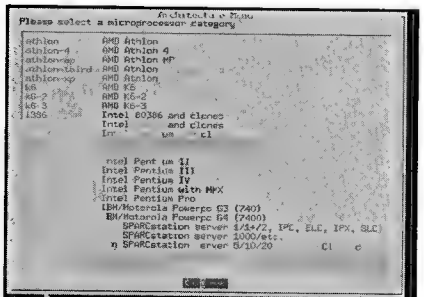 Architecture Menu
Please select a microprocessor category
athlon AMD Athlon
athlon-4 AMD Athlon 4
athlon-mp AMD Athlon MP
athlon-tbird AMD Athlon
athlon-xp AMD Athlon
k6 AMD K6
k6-2 AMD K6-2
k6-3 AMD K6-3
i386 Intel 80386 and clones
Intel and clones
Intel Pentium II
Intel Pentium III
Intel Pentium IV
Intel Pentium with MMX
Intel Pentium Pro
IBM/Motorola Powerpc G3 (740)
BM/Motorola Powerpc G4 (7400)
SPARCstation server 1/1+/2, IPC, ELC, IPX, SLC)
SPARCstation server 1000/etc.
SPARCstation server 5/10/20